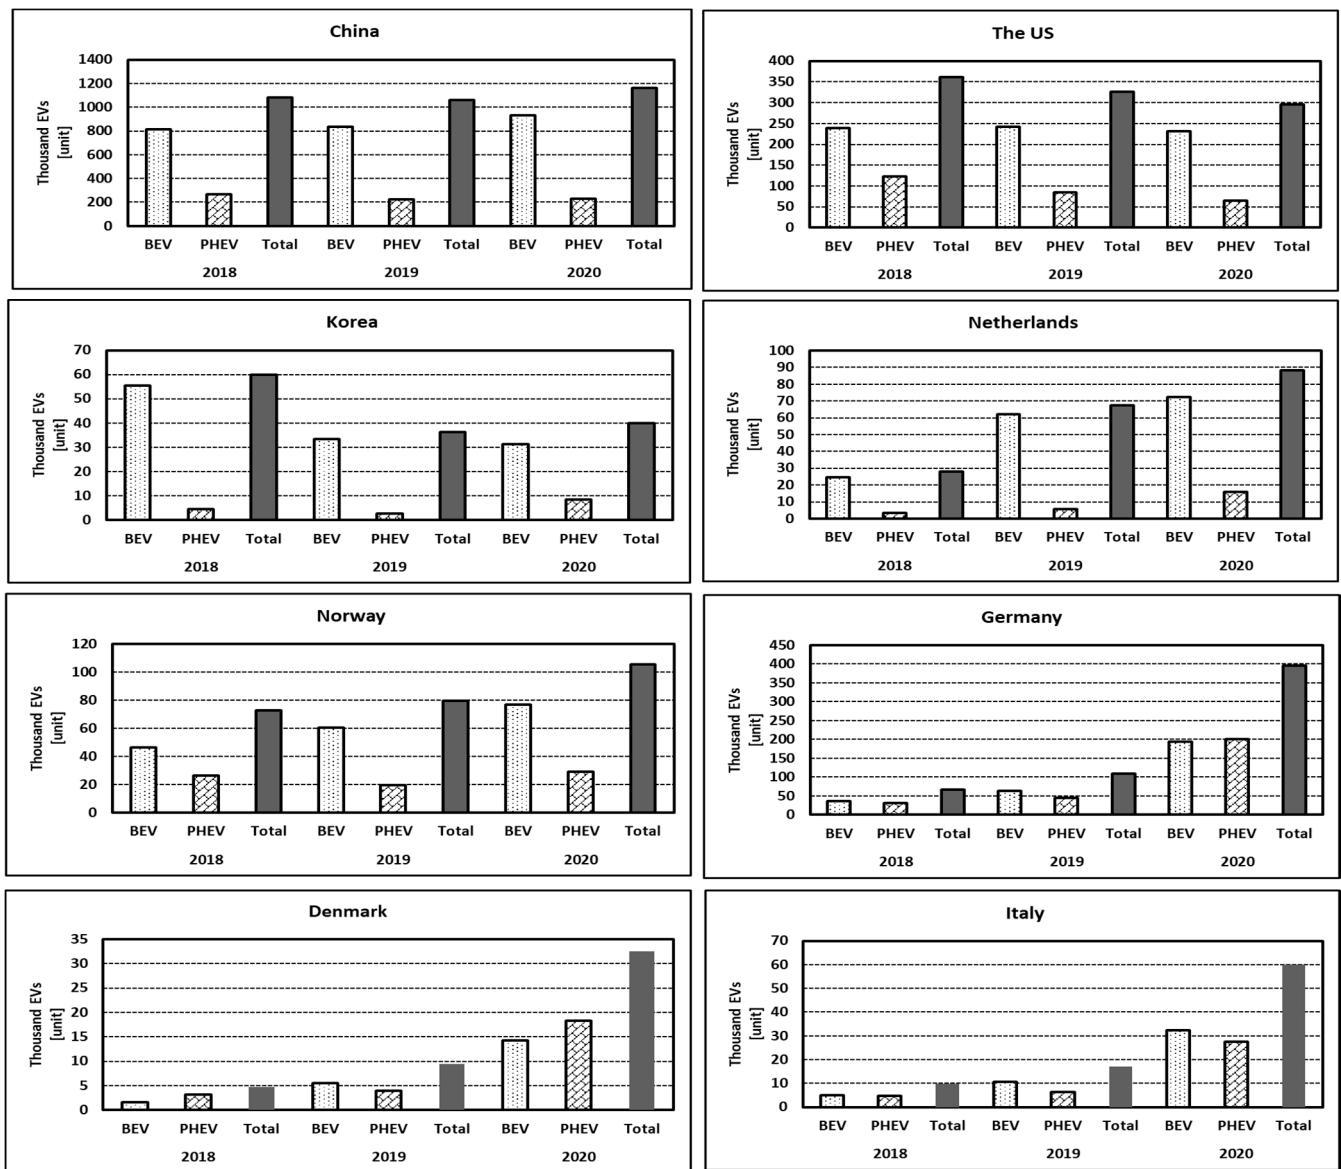 China
Thousand EVs
[unit]
1400
1200
1000
800
600
400
200
0
BEV PHEV Total BEV PHEV Total BEV PHEV Total
2018 2019 2020
The US
Thousand EVs
[unit]
400
350
300
250
200
150
100
50
0
BEV PHEV Total BEV PHEV Total BEV PHEV Total
2018 2019 2020
Korea
Thousand EVs
[unit]
70
60
50
40
30
20
10
0
BEV PHEV Total BEV PHEV Total BEV PHEV Total
2018 2019 2020
Netherlands
Thousand EVs
[unit]
100
90
80
70
60
50
40
30
20
10
0
BEV PHEV Total BEV PHEV Total BEV PHEV Total
2018 2019 2020
Norway
Thousand EVs
[unit]
120
100
80
60
40
20
0
BEV PHEV Total BEV PHEV Total BEV PHEV Total
2018 2019 2020
Germany
Thousand EVs
[unit]
450
400
350
300
250
200
150
100
50
0
BEV PHEV Total BEV PHEV Total BEV PHEV Total
2018 2019 2020
Denmark
Thousand EVs
[unit]
35
30
25
20
15
10
5
0
BEV PHEV Total BEV PHEV Total BEV PHEV Total
2018 2019 2020
Italy
Thousand EVs
[unit]
70
60
50
40
30
20
10
0
BEV PHEV Total BEV PHEV Total BEV PHEV Total
2018 2019 2020